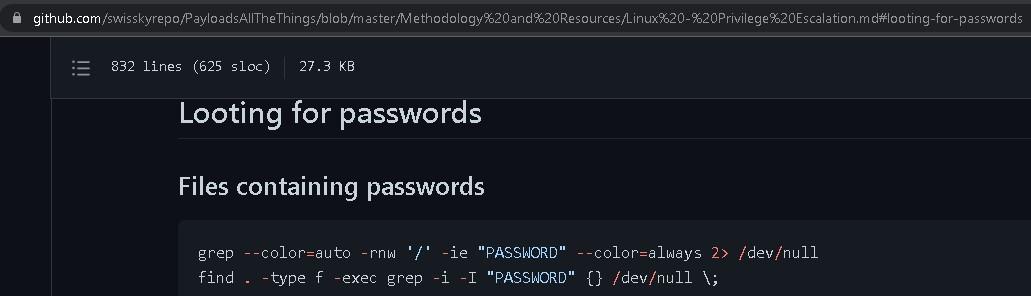 github.com/swisskyrepo/PayloadsAllTheThings/blob/master/Methodology%20and%20Resources/Linux%20-%20Privilege%20Escalation.md#looting-for-passwords
832 lines (625 sloc) 27.3 KB
Looting for passwords
Files containing passwords
grep --color=auto -rnw '/' -ie "PASSWORD" --color=always 2> /dev/null
find . -type f -exec grep -i -I "PASSWORD" {} /dev/null \;